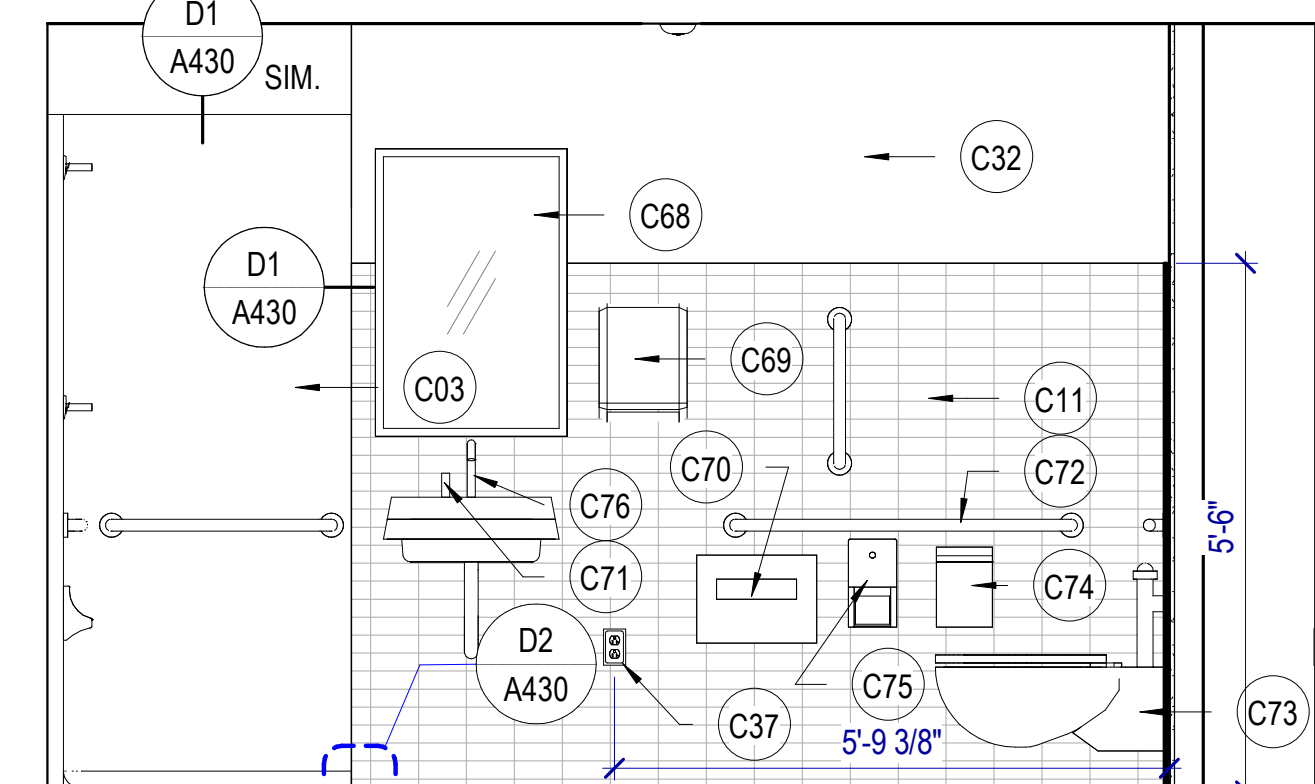 D1
A430
SIM.
C32
C68
D1
A430
C69
C03
C11
C70
C72
C76
5'-6"
C71
C74
D2
A430
C75
C37
C73
5'-9 3/8"